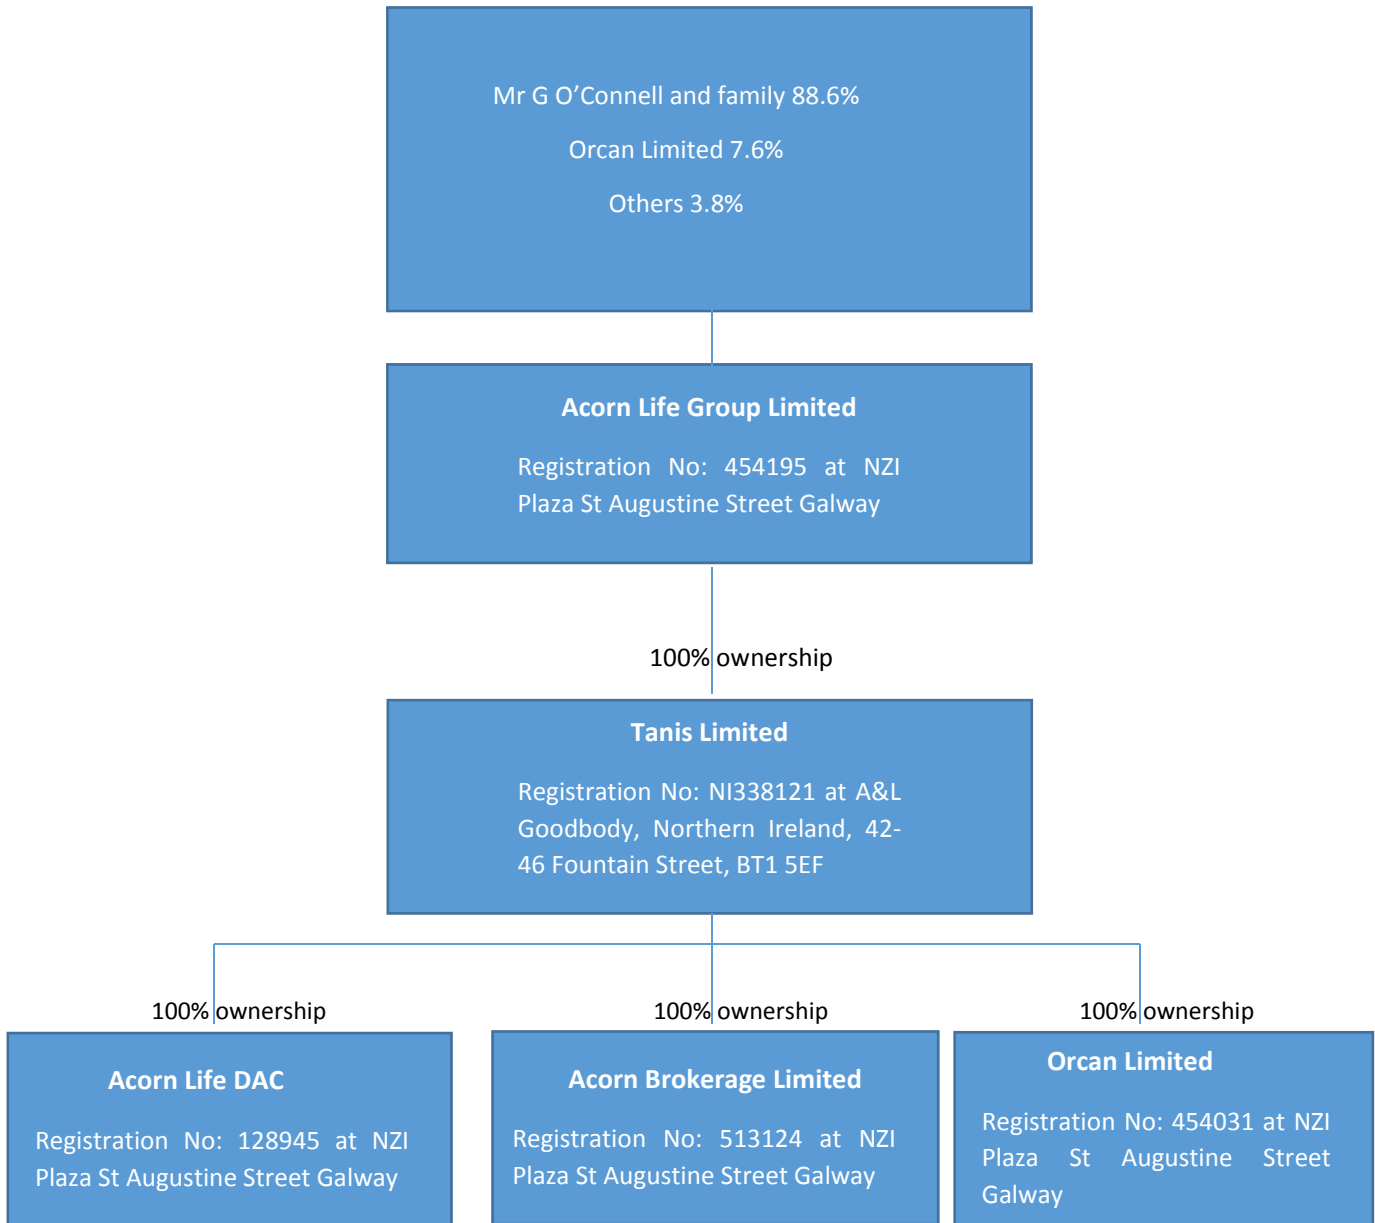 Mr G O’Connell and family 88.6%
Orcan Limited 7.6%
Others 3.8%
Acorn Life Group Limited
Registration No: 454195 at NZI
Plaza St Augustine Street Galway
100% ownership
Tanis Limited
Registration No: NI338121 at A&L
Goodbody, Northern Ireland, 42-
46 Fountain Street, BT1 5EF
100% ownership
100% ownership
100% ownership
Acorn Life DAC
Registration No: 128945 at NZI
Plaza St Augustine Street Galway
Acorn Brokerage Limited
Registration No: 513124 at NZI
Plaza St Augustine Street Galway
Orcan Limited
Registration No: 454031 at NZI
Plaza St Augustine Street
Galway